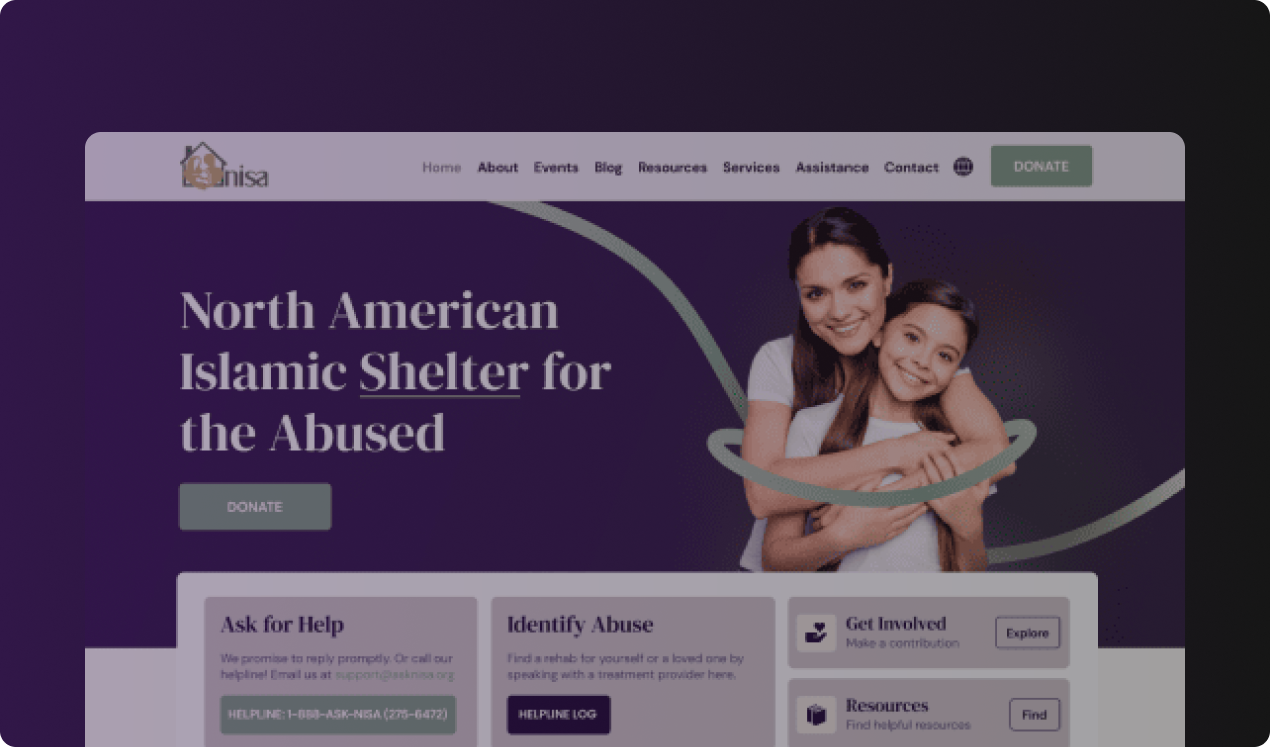 nisa
Home About Events Blog Resources Services Assistance Contact DONATE
North American
Islamic Shelter for
the Abused
DONATE
Ask for Help
We promise to reply promptly. Or call our
helpline! Email us at support@asknisa.org
HELPLINE: 1-888-ASK-NISA (275-6472)
Identify Abuse
Find a rehab for yourself or a loved one by
speaking with a treatment provider here.
HELPLINE LOG
Get Involved
Make a contribution
Explore
Resources
Find helpful resources
Find